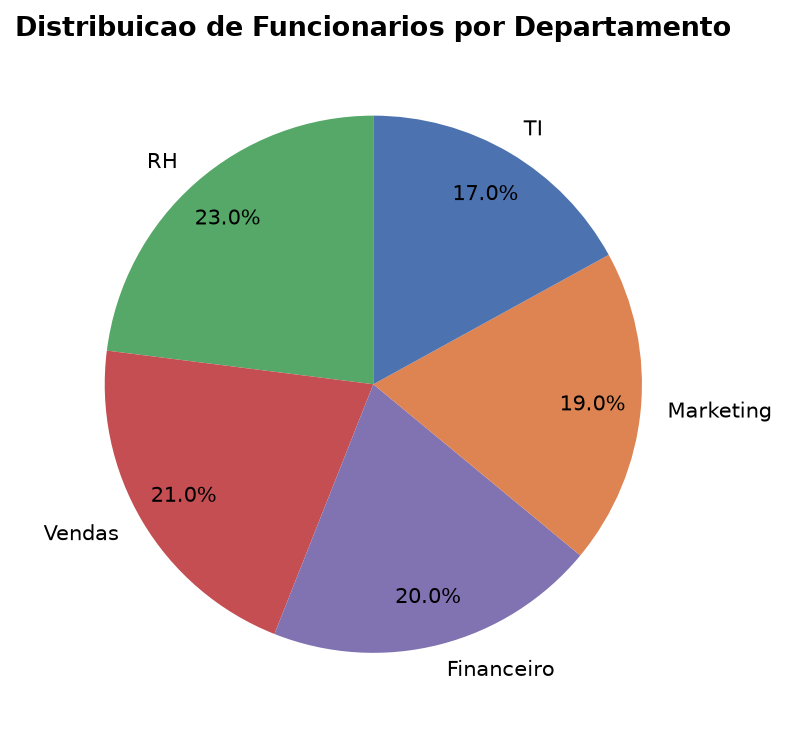 Distribuicao de Funcionarios por Departamento
TI
RH
17.0%
23.0%
19.0%
Marketing
21.0%
Vendas
20.0%
Financeiro